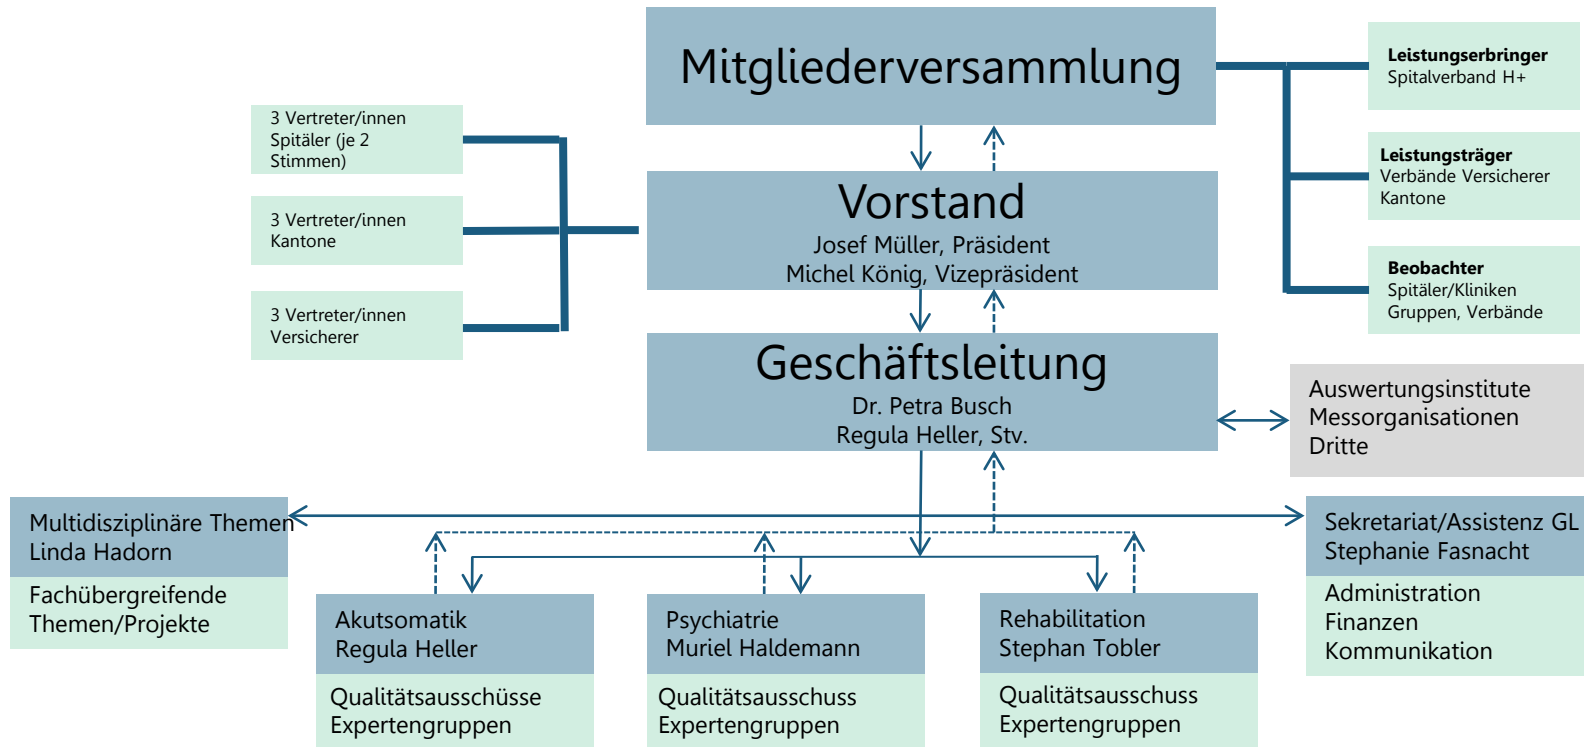 Mitgliederversammlung
Leistungserbringer
Spitalverband H+
Leistungsträger
Verbände Versicherer
Kantone
Beobachter
Spitäler/Kliniken
Gruppen, Verbände
3 Vertreter/innen
Spitäler (je 2
Stimmen)
3 Vertreter/innen
Kantone
3 Vertreter/innen
Versicherer
Vorstand
Josef Müller, Präsident
Michel König, Vizepräsident
Geschäftsleitung
Dr. Petra Busch
Regula Heller, Stv.
Auswertungsinstitute
Messorganisationen
Dritte
Multidisziplinäre Themen
Linda Hadorn
Fachübergreifende
Themen/Projekte
Akutsomatik
Regula Heller
Qualitätsausschüsse
Expertengruppen
Psychiatrie
Muriel Haldemann
Qualitätsausschuss
Expertengruppen
Rehabilitation
Stephan Tobler
Qualitätsausschuss
Expertengruppen
Sekretariat/Assistenz GL
Stephanie Fasnacht
Administration
Finanzen
Kommunikation